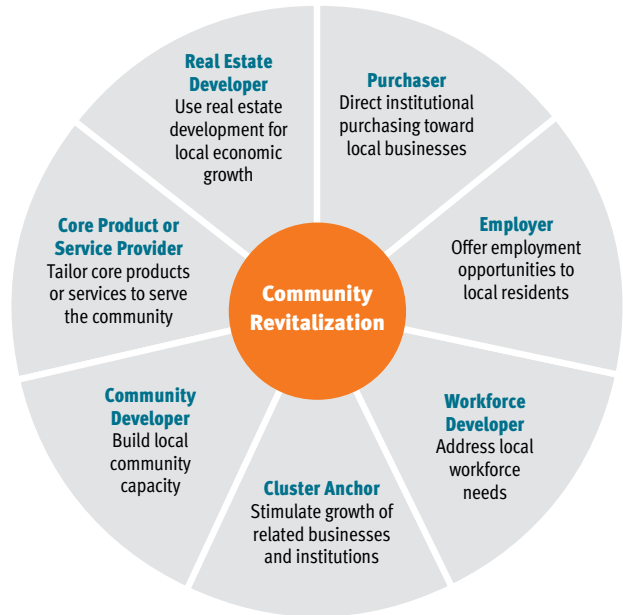 Real Estate
Developer
Use real estate
development for
local economic
growth
Purchaser
Direct institutional
purchasing toward
local businesses
Employer
Offer employment
opportunities to
local residents
Workforce
Developer
Address local
workforce
needs
Cluster Anchor
Stimulate growth of
related businesses
and institutions
Community
Developer
Build local
community
capacity
Core Product or
Service Provider
Tailor core products
or services to serve
the community
Community
Revitalization